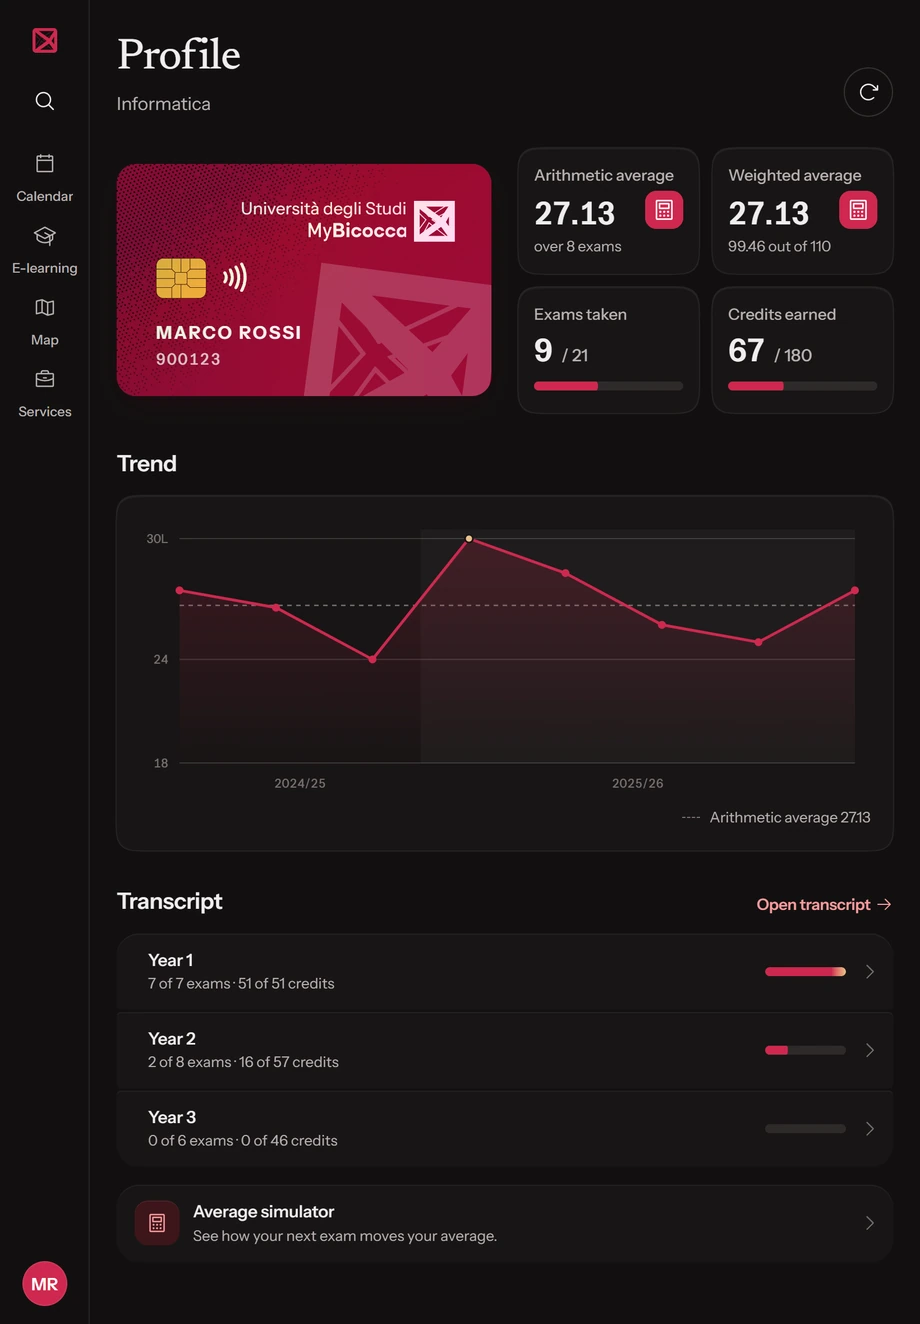 Profile
Informatica
Calendar
E-learning
Map
Services
MR
Università degli Studi
MyBicocca
MARCO ROSSI
900123
Arithmetic average
27.13
over 8 exams
Weighted average
27.13
99.46 out of 110
Exams taken
9 / 21
Credits earned
67 / 180
Trend
30L
24
18
2024/25
2025/26
Arithmetic average 27.13
Transcript
Open transcript →
Year 1
7 of 7 exams · 51 of 51 credits
Year 2
2 of 8 exams · 16 of 57 credits
Year 3
0 of 6 exams · 0 of 46 credits
Average simulator
See how your next exam moves your average.